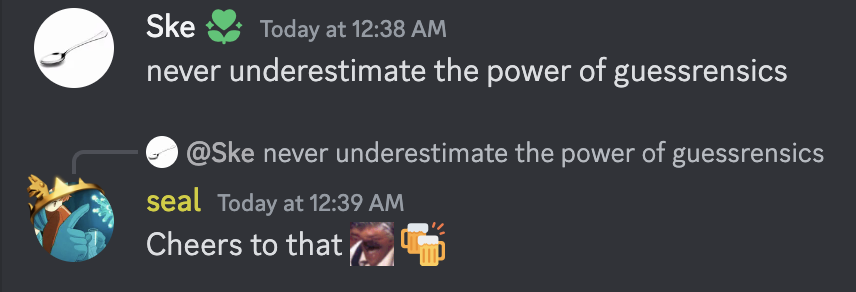 Ske Today at 12:38 AM
never underestimate the power of guessrensics
@Ske never underestimate the power of guessrensics
seal Today at 12:39 AM
Cheers to that